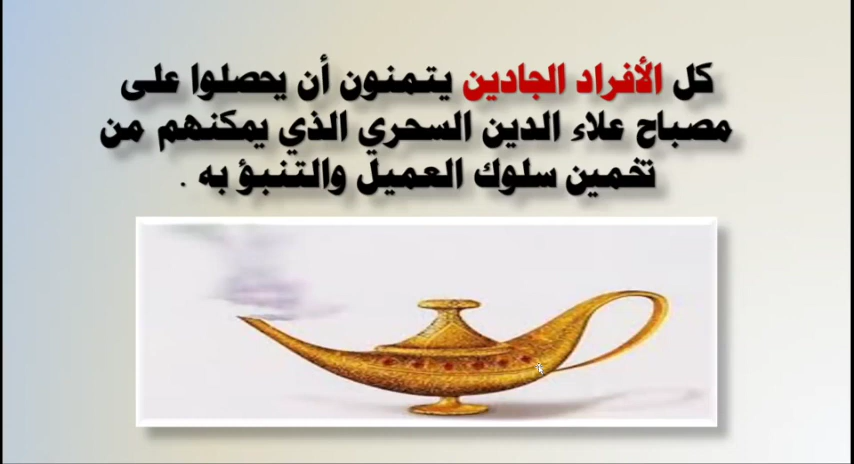 كل الأفراد الجادين يتمنون أن يحصلوا على
مصباح علاء الدين السحري الذي يمكنهم من
تخمين سلوك العميل والتنبؤ به .